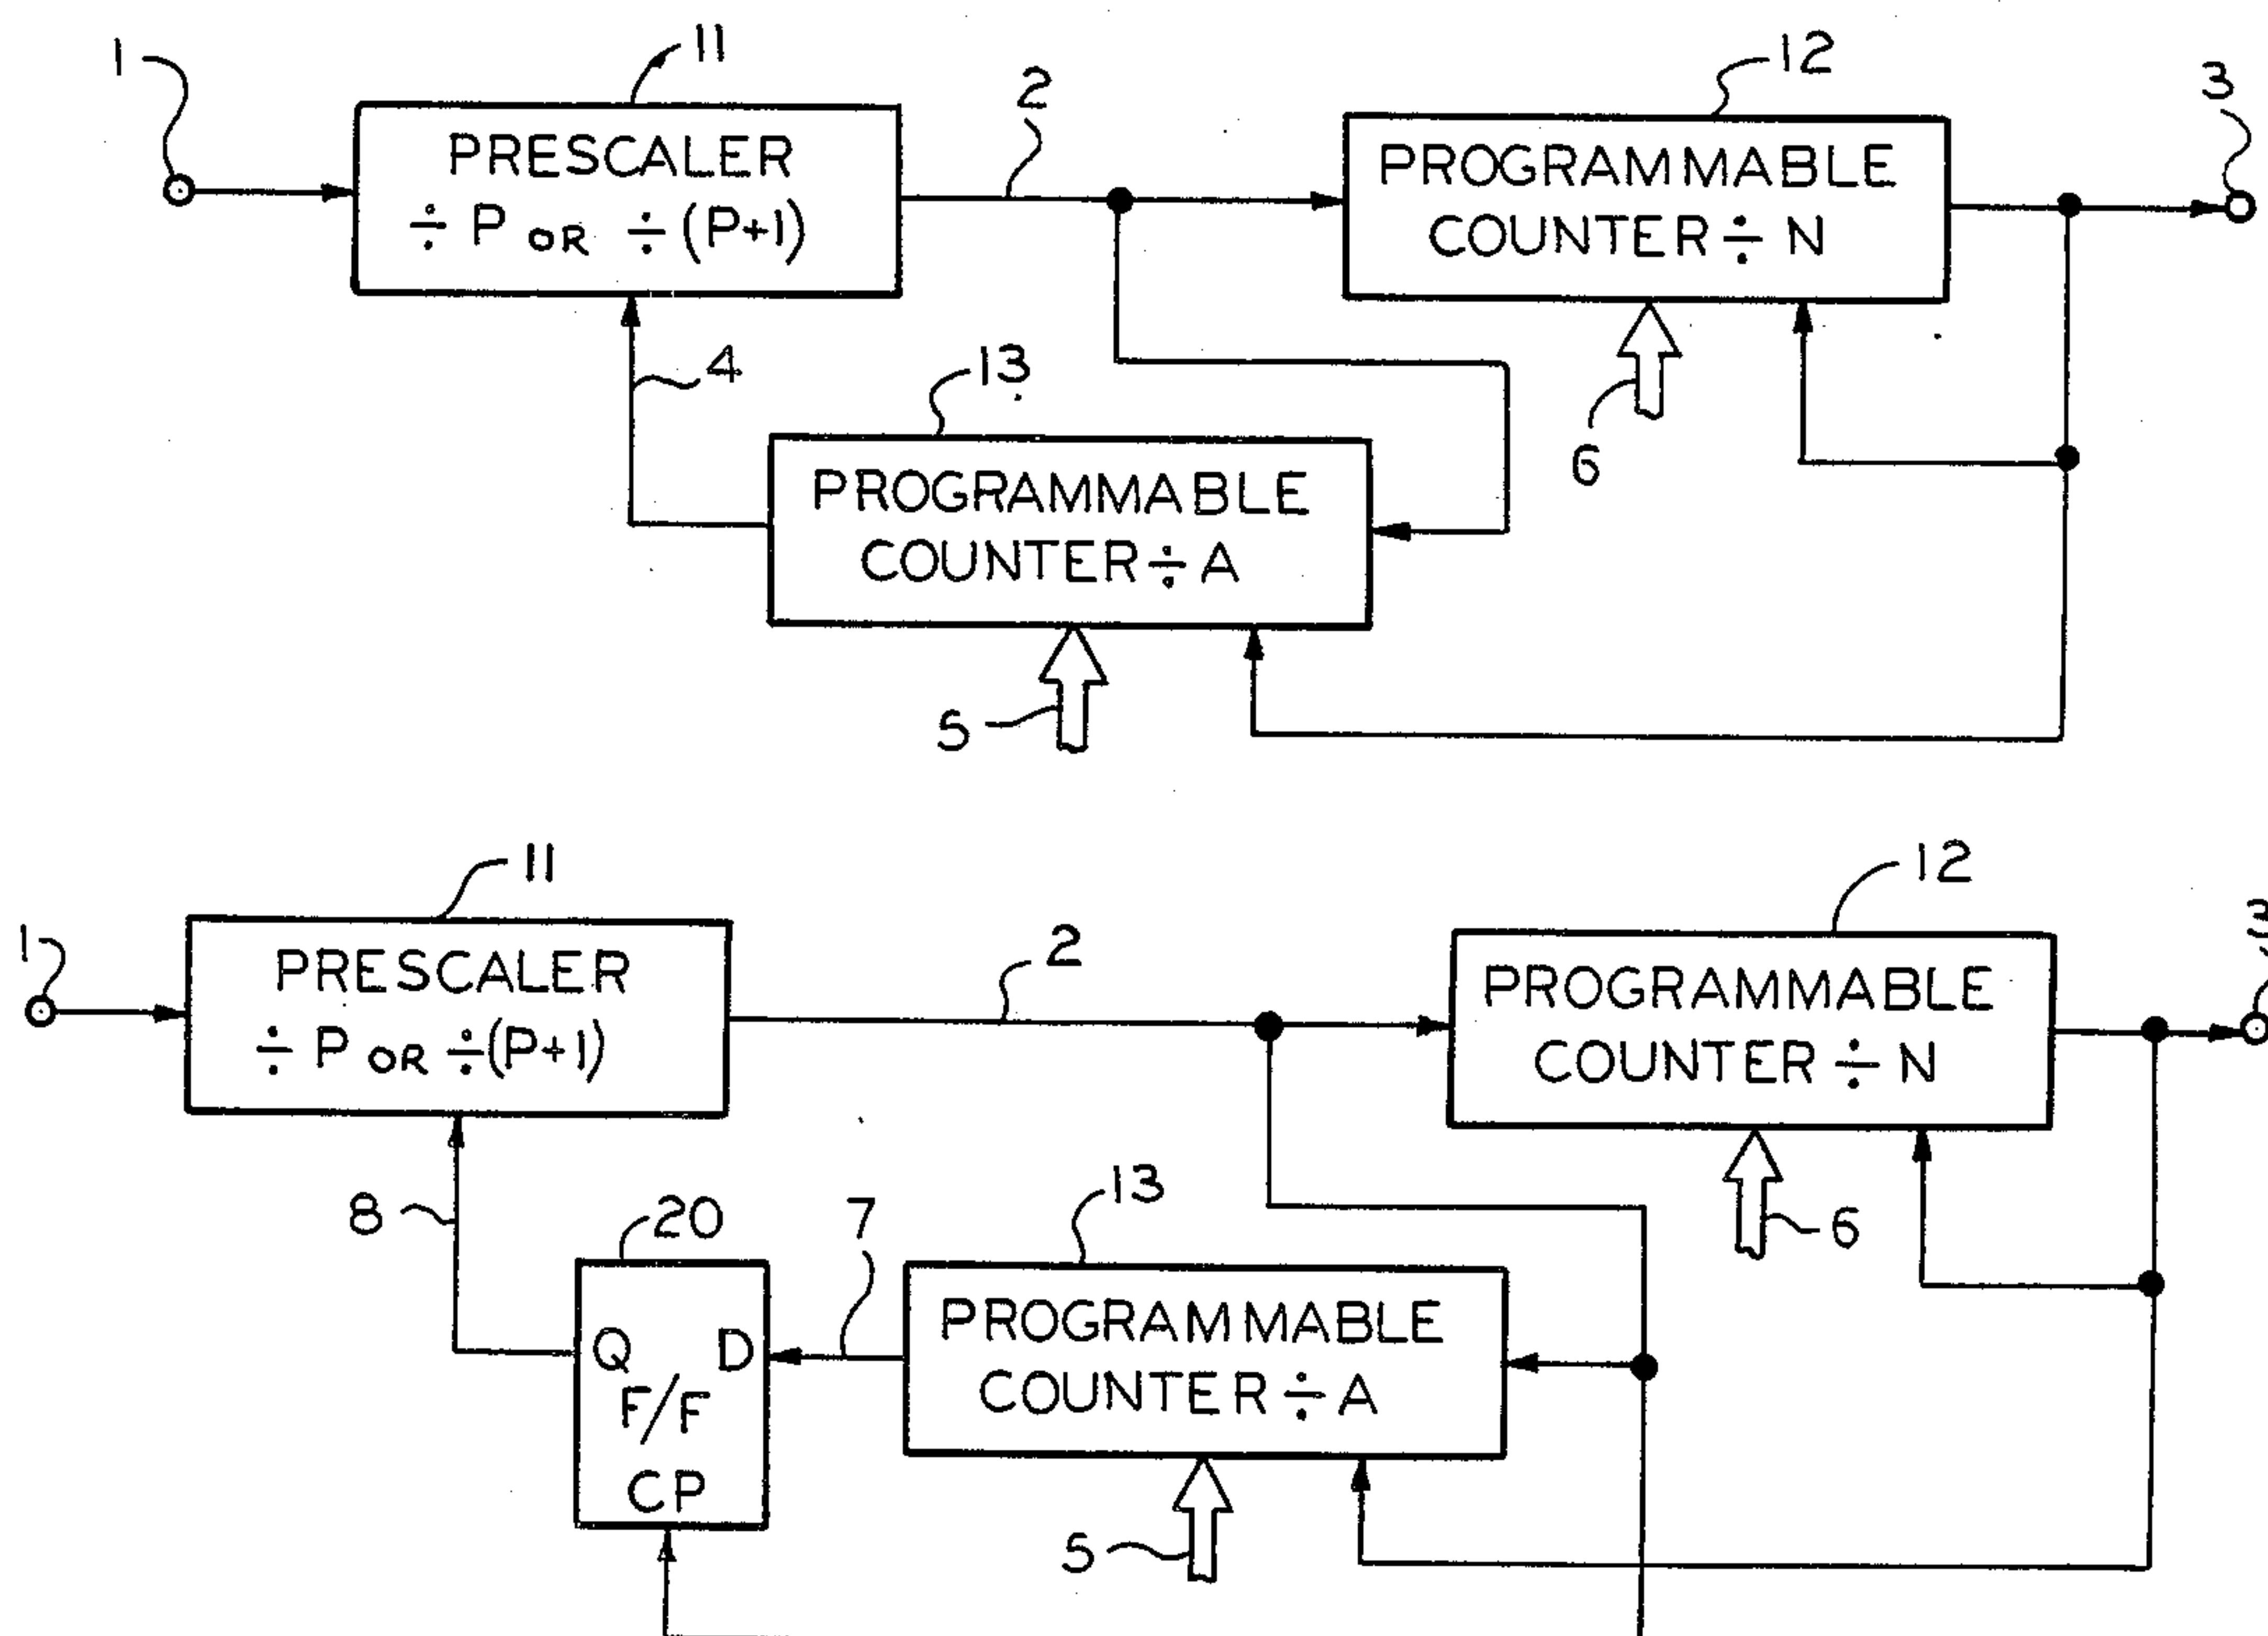 1
11
2
12
3
PRESCALER
÷ P OR ÷ (P+1)
PROGRAMMABLE
COUNTER ÷ N
4
13
6
PROGRAMMABLE
COUNTER ÷ A
5
1
11
2
12
3
PRESCALER
÷ P OR ÷(P+1)
PROGRAMMABLE
COUNTER ÷ N
8
20
7
13
6
Q D
F/F
CP
PROGRAMMABLE
COUNTER ÷ A
5